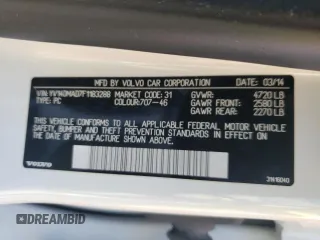 MFD. BY VOLVO CAR CORPORATION DATE: 03/14
MARKET CODE: 31 GVWR: 4720 LB
TYPE: PC COLOUR: 707-46 GAWR FRONT: 2580 LB
GAWR REAR: 2270 LB
THIS VEHICLE CONFORMS TO ALL APPLICABLE
U.S. FEDERAL MOTOR VEHICLE SAFETY, BUMPER
AND THEFT PREVENTION STANDARDS IN EFFECT ON
THE DATE OF MANUFACTURE SHOWN ABOVE.
DREAMBID
dreambid.com